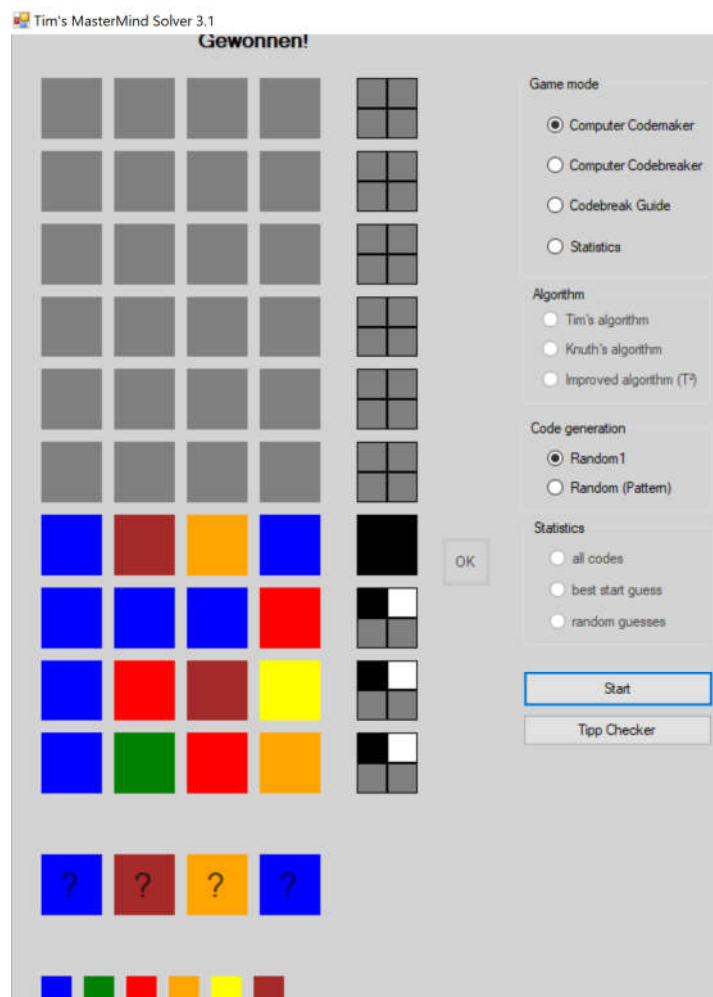 Tim's MasterMind Solver 3.1
Gewonnen!
Game mode
Computer Codemaker
Computer Codebreaker
Codebreak Guide
Statistics
Algorithm
Tim's algorithm
Knuth's algorithm
Improved algorithm (T³)
Code generation
Random1
Random (Pattern)
OK
Statistics
all codes
best start guess
random guesses
Start
Tipp Checker
? ? ? ?